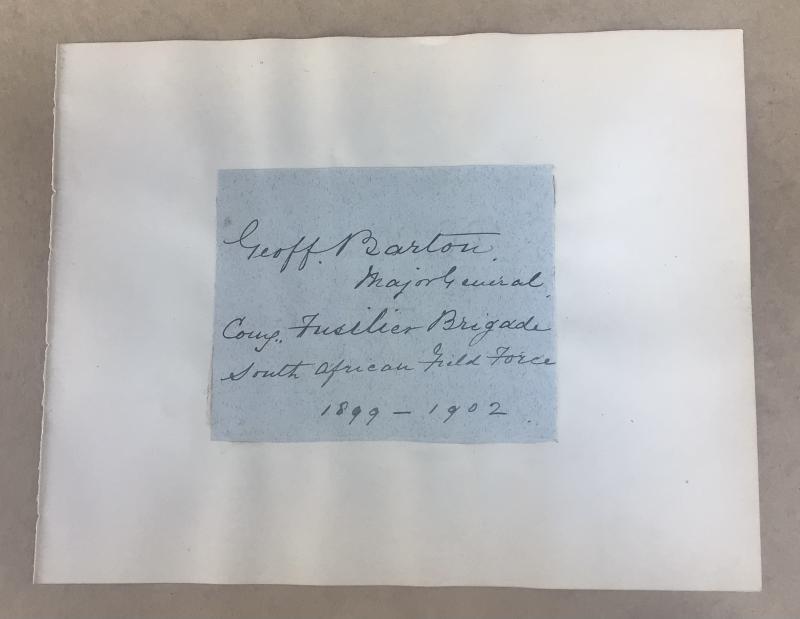 Geoff. Barton.
Major General.
Comg. Fusilier Brigade
South African Field Force
1899 - 1902.